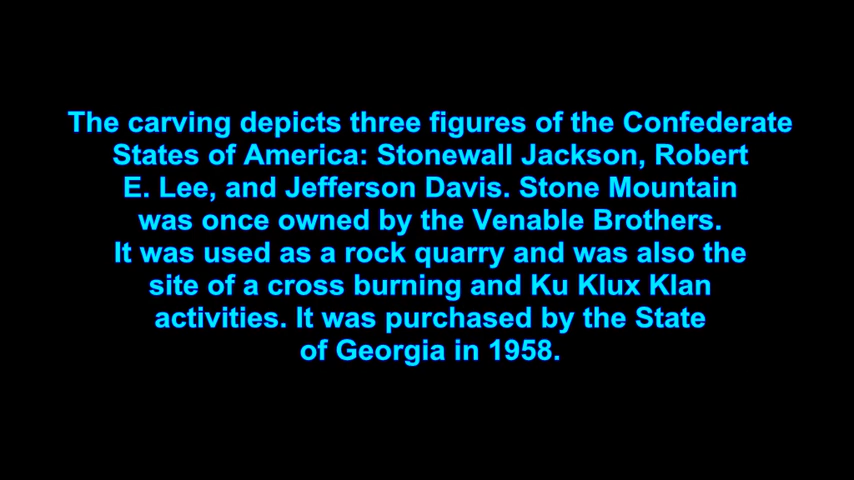 The carving depicts three figures of the Confederate
States of America: Stonewall Jackson, Robert
E. Lee, and Jefferson Davis. Stone Mountain
was once owned by the Venable Brothers.
It was used as a rock quarry and was also the
site of a cross burning and Ku Klux Klan
activities. It was purchased by the State
of Georgia in 1958.